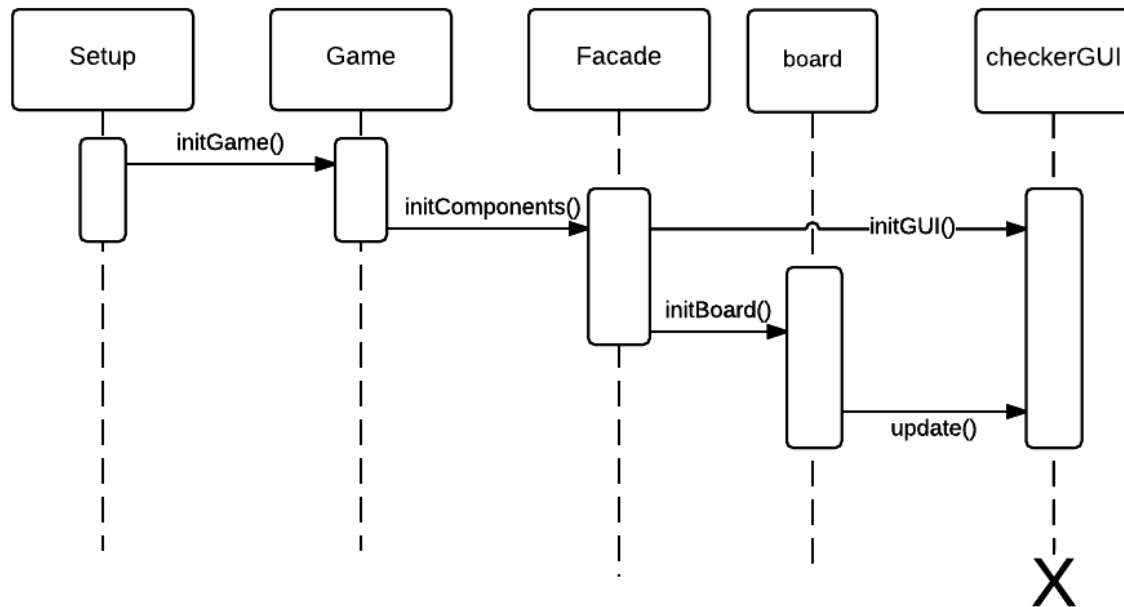 Setup
Game
Facade
board
checkerGUI
initGame()
initComponents()
initGUI()
initBoard()
update()
X